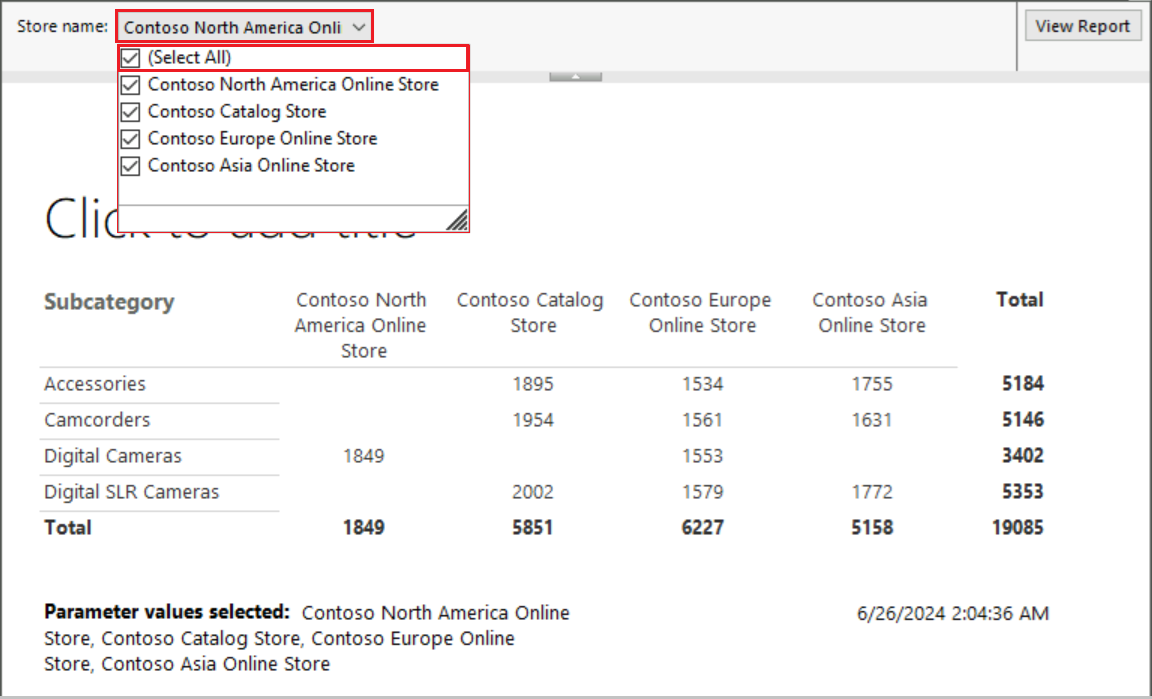 Store name: Contoso North America Onli View Report
(Select All)
Contoso North America Online Store
Contoso Catalog Store
Contoso Europe Online Store
Contoso Asia Online Store
Click to add title
Subcategory Contoso North America Online Store Contoso Catalog Store Contoso Europe Online Store Contoso Asia Online Store Total
Accessories 1895 1534 1755 5184
Camcorders 1954 1561 1631 5146
Digital Cameras 1849 1553 3402
Digital SLR Cameras 2002 1579 1772 5353
Total 1849 5851 6227 5158 19085
Parameter values selected: Contoso North America Online 6/26/2024 2:04:36 AM
Store, Contoso Catalog Store, Contoso Europe Online
Store, Contoso Asia Online Store